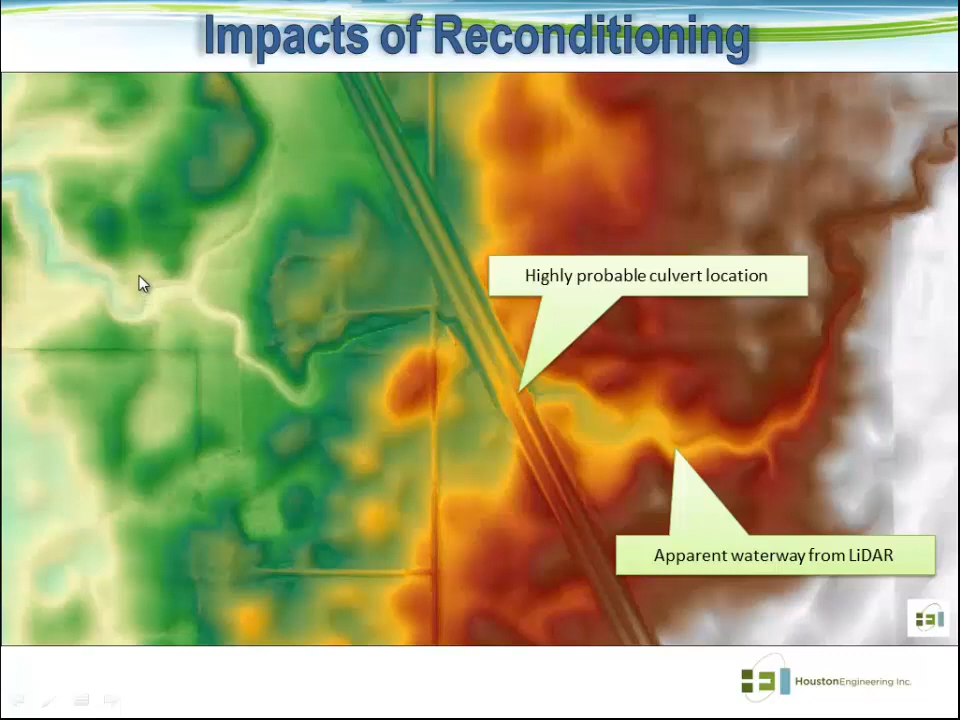 Impacts of Reconditioning
Highly probable culvert location
Apparent waterway from LiDAR
HoustonEngineering Inc.